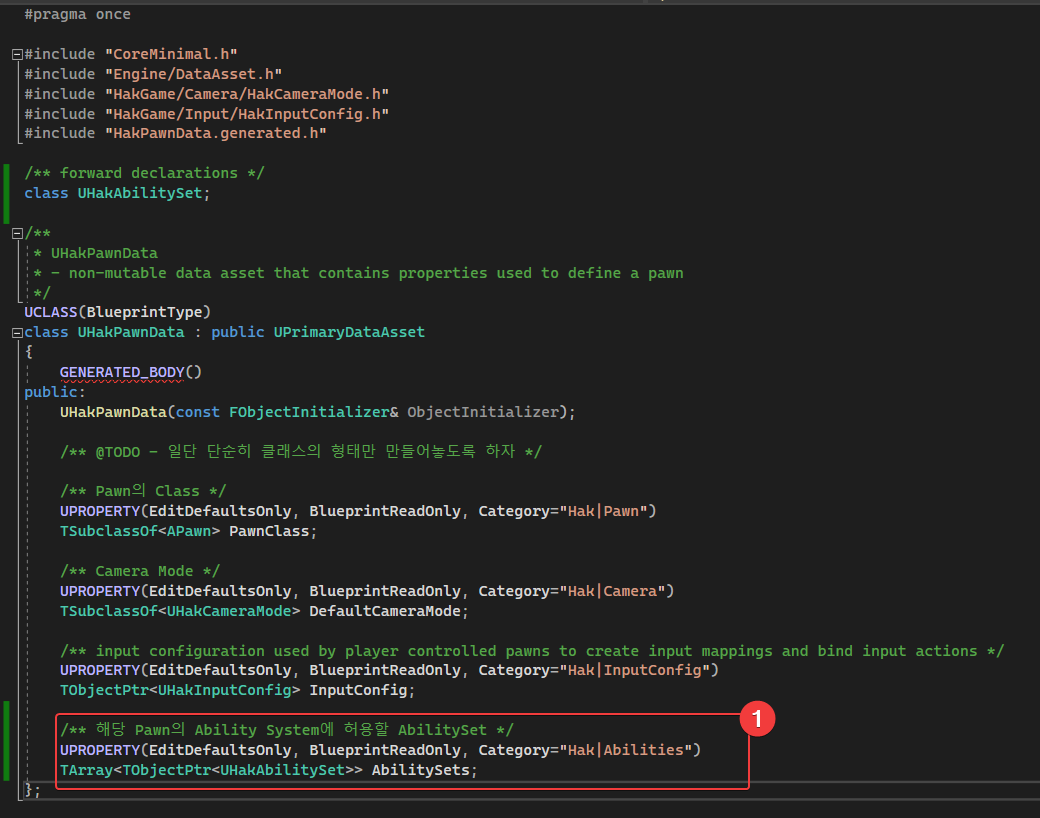 #pragma once
#include "CoreMinimal.h"
#include "Engine/DataAsset.h"
#include "HakGame/Camera/HakCameraMode.h"
#include "HakGame/Input/HakInputConfig.h"
#include "HakPawnData.generated.h"
/** forward declarations */
class UHakAbilitySet;
/**
* UHakPawnData
* - non-mutable data asset that contains properties used to define a pawn
*/
UCLASS(BlueprintType)
class UHakPawnData : public UPrimaryDataAsset
{
GENERATED_BODY()
public:
UHakPawnData(const FObjectInitializer& ObjectInitializer);
/** @TODO - 일단 단순히 클래스의 형태만 만들어놓도록 하자 */
/** Pawn의 Class */
UPROPERTY(EditDefaultsOnly, BlueprintReadOnly, Category="Hak|Pawn")
TSubclassOf<APawn> PawnClass;
/** Camera Mode */
UPROPERTY(EditDefaultsOnly, BlueprintReadOnly, Category="Hak|Camera")
TSubclassOf<UHakCameraMode> DefaultCameraMode;
/** input configuration used by player controlled pawns to create input mappings and bind input actions */
UPROPERTY(EditDefaultsOnly, BlueprintReadOnly, Category="Hak|InputConfig")
TObjectPtr<UHakInputConfig> InputConfig;
1
/** 해당 Pawn의 Ability System에 허용할 AbilitySet */
UPROPERTY(EditDefaultsOnly, BlueprintReadOnly, Category="Hak|Abilities")
TArray<TObjectPtr<UHakAbilitySet>> AbilitySets;
};